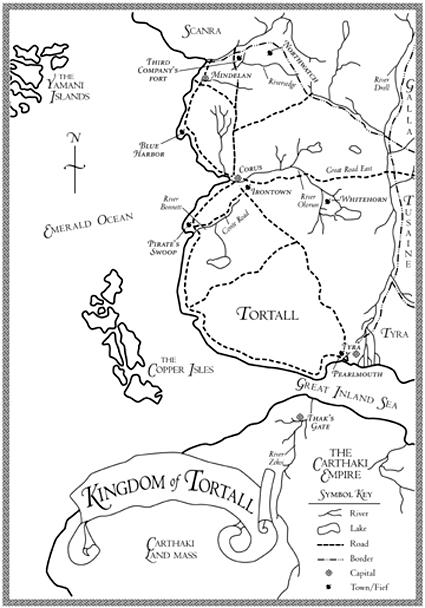 SCANRA
THIRD
COMPANY'S
FORT
MINDELAN
NORTHWATCH
Riversedge
River
Drell
GALLA
THE
YAMANI
ISLANDS
BLUE
HARBOR
N
CORUS
Great Road East
IRONTOWN
River
Bennett
River
Olorun
WHITEHORN
TUSAINE
EMERALD OCEAN
PIRATE'S
SWOOP
Coast Road
TORTALL
THE
COPPER ISLES
TYRA
TYRA
PEARLMOUTH
GREAT INLAND SEA
THAK'S
GATE
River
Zekoi
KINGDOM of TORTALL
CARTHAKI
LAND MASS
THE
CARTHAKI
EMPIRE
SYMBOL KEY
River
Lake
Road
Border
Capital
Town/Fief